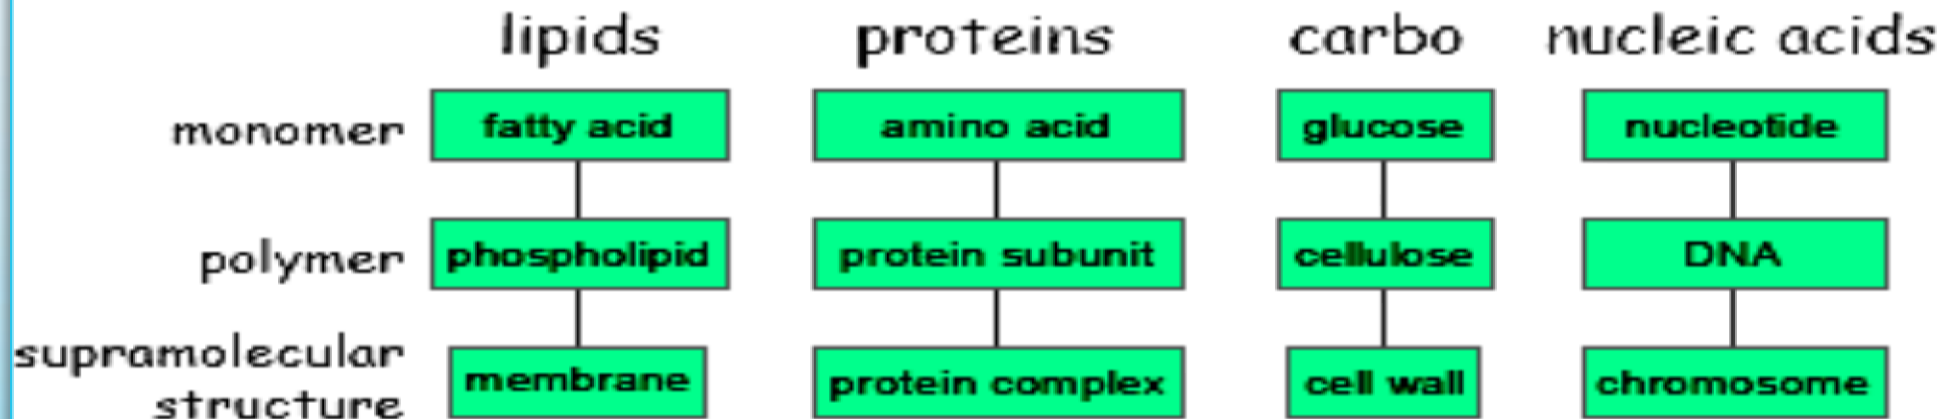 lipids proteins carbo nucleic acids
monomer fatty acid amino acid glucose nucleotide
polymer phospholipid protein subunit cellulose DNA
supramolecular
structure membrane protein complex cell wall chromosome